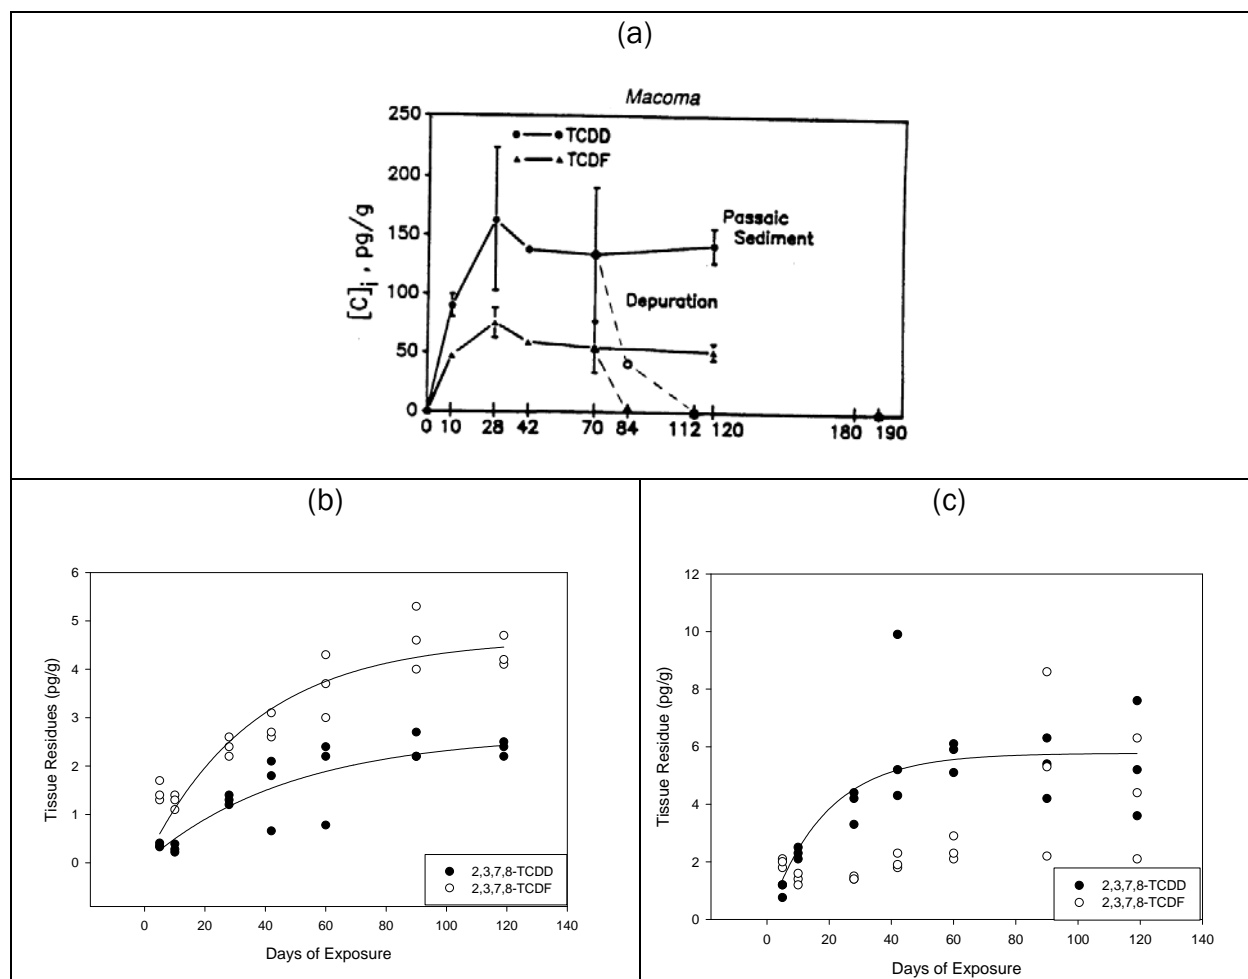 (a)
Macoma
250
200
150
100
50
0
[C]i, pg/g
TCDD
TCDF
Passaic
Sediment
Depuration
0 10 28 42 70 84 112 120 180 190
(b)
6
5
4
3
2
1
0
Tissue Residues (pg/g)
2,3,7,8-TCDD
2,3,7,8-TCDF
0 20 40 60 80 100 120 140
Days of Exposure
(c)
12
10
8
6
4
2
0
Tissue Residue (pg/g)
2,3,7,8-TCDD
2,3,7,8-TCDF
0 20 40 60 80 100 120 140
Days of Exposure